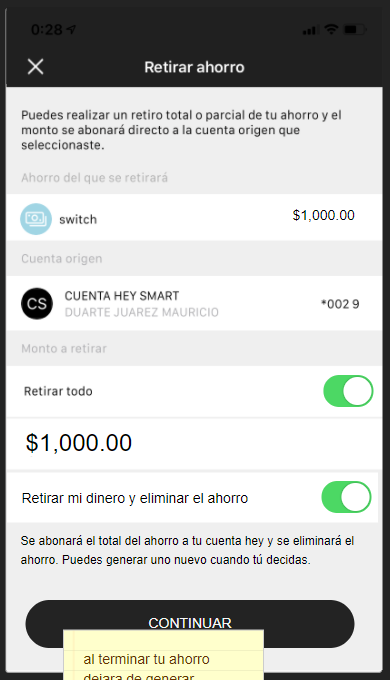 0:28
Retirar ahorro
Puedes realizar un retiro total o parcial de tu ahorro y el
monto se abonará directo a la cuenta origen que
seleccionaste.
Ahorro del que se retirará
switch $1,000.00
Cuenta origen
CS CUENTA HEY SMART *002 9
DUARTE JUAREZ MAURICIO
Monto a retirar
Retirar todo
$1,000.00
Retirar mi dinero y eliminar el ahorro
Se abonará el total del ahorro a tu cuenta hey y se eliminará el
ahorro. Puedes generar uno nuevo cuando tú decidas.
CONTINUAR
al terminar tu ahorro
dejara de generar